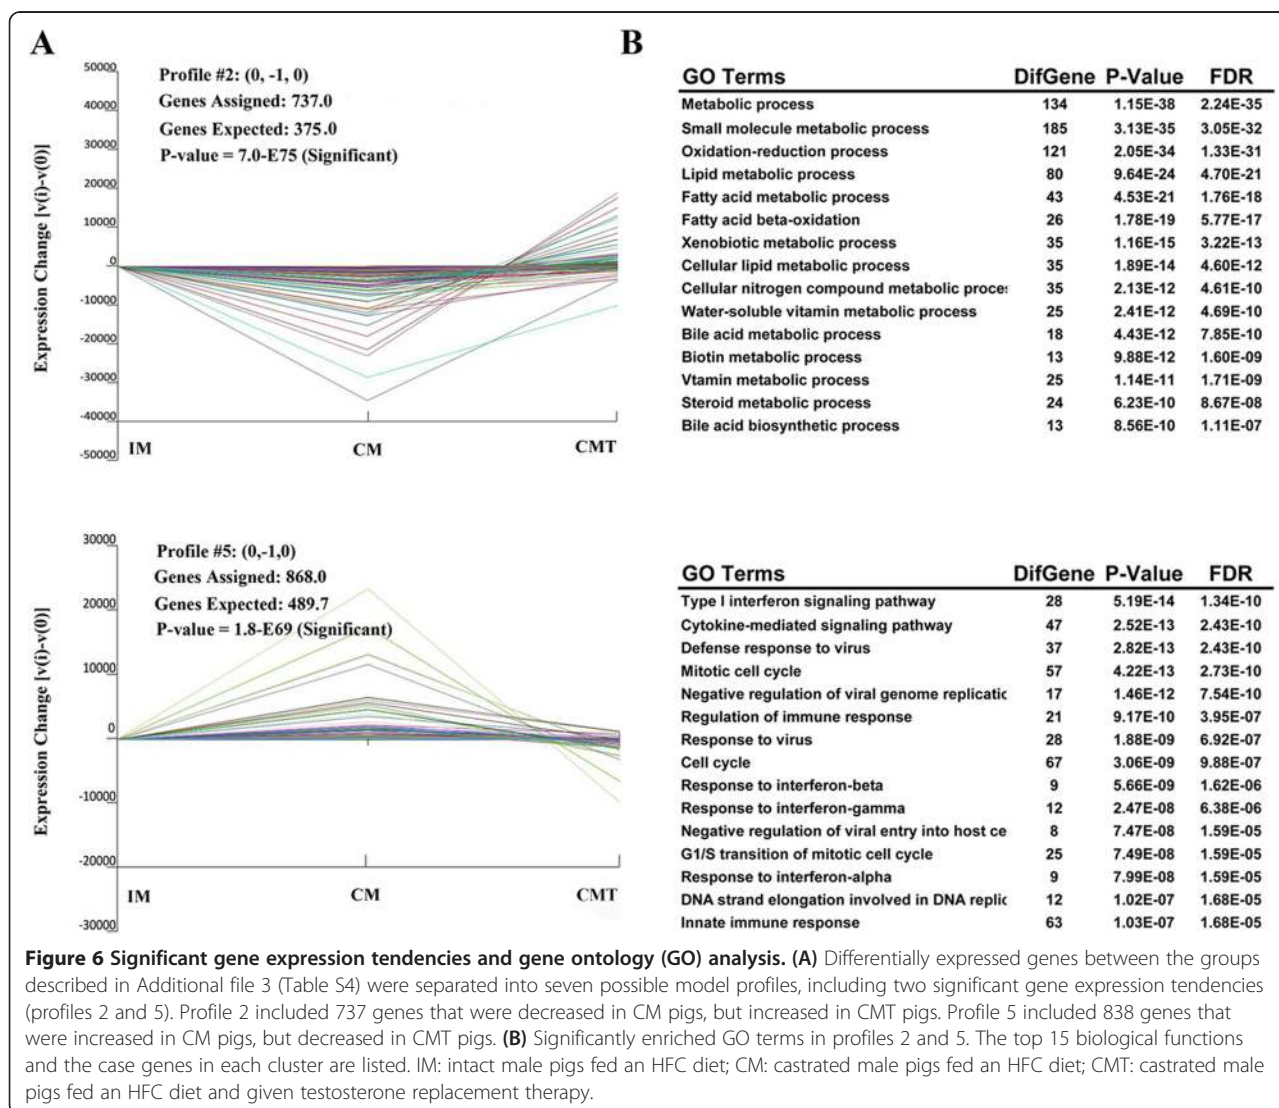 A
Expression Change [v(i)-v(0)]
50000
40000
30000
20000
10000
0
-10000
-20000
-30000
-40000
-50000
Profile #2: (0, -1, 0)
Genes Assigned: 737.0
Genes Expected: 375.0
P-value = 7.0-E75 (Significant)
IM
CM
CMT
B
GO Terms DifGene P-Value FDR
Metabolic process 134 1.15E-38 2.24E-35
Small molecule metabolic process 185 3.13E-35 3.05E-32
Oxidation-reduction process 121 2.05E-34 1.33E-31
Lipid metabolic process 80 9.64E-24 4.70E-21
Fatty acid metabolic process 43 4.53E-21 1.76E-18
Fatty acid beta-oxidation 26 1.78E-19 5.77E-17
Xenobiotic metabolic process 35 1.16E-15 3.22E-13
Cellular lipid metabolic process 35 1.89E-14 4.60E-12
Cellular nitrogen compound metabolic proce 35 2.13E-12 4.61E-10
Water-soluble vitamin metabolic process 25 2.41E-12 4.69E-10
Bile acid metabolic process 18 4.43E-12 7.85E-10
Biotin metabolic process 13 9.88E-12 1.60E-09
Vtamin metabolic process 25 1.14E-11 1.71E-09
Steroid metabolic process 24 6.23E-10 8.67E-08
Bile acid biosynthetic process 13 8.56E-10 1.11E-07
Expression Change [v(i)-v(0)]
30000
20000
10000
0
-10000
-20000
-30000
Profile #5: (0,-1,0)
Genes Assigned: 868.0
Genes Expected: 489.7
P-value = 1.8-E69 (Significant)
IM
CM
CMT
GO Terms DifGene P-Value FDR
Type I interferon signaling pathway 28 5.19E-14 1.34E-10
Cytokine-mediated signaling pathway 47 2.52E-13 2.43E-10
Defense response to virus 37 2.82E-13 2.43E-10
Mitotic cell cycle 57 4.22E-13 2.73E-10
Negative regulation of viral genome replicatic 17 1.46E-12 7.54E-10
Regulation of immune response 21 9.17E-10 3.95E-07
Response to virus 28 1.88E-09 6.92E-07
Cell cycle 67 3.06E-09 9.88E-07
Response to interferon-beta 9 5.66E-09 1.62E-06
Response to interferon-gamma 12 2.47E-08 6.38E-06
Negative regulation of viral entry into host ce 8 7.47E-08 1.59E-05
G1/S transition of mitotic cell cycle 25 7.49E-08 1.59E-05
Response to interferon-alpha 9 7.99E-08 1.59E-05
DNA strand elongation involved in DNA replic 12 1.02E-07 1.68E-05
Innate immune response 63 1.03E-07 1.68E-05
Figure 6 Significant gene expression tendencies and gene ontology (GO) analysis. (A) Differentially expressed genes between the groups
described in Additional file 3 (Table S4) were separated into seven possible model profiles, including two significant gene expression tendencies
(profiles 2 and 5). Profile 2 included 737 genes that were decreased in CM pigs, but increased in CMT pigs. Profile 5 included 838 genes that
were increased in CM pigs, but decreased in CMT pigs. (B) Significantly enriched GO terms in profiles 2 and 5. The top 15 biological functions
and the case genes in each cluster are listed. IM: intact male pigs fed an HFC diet; CM: castrated male pigs fed an HFC diet; CMT: castrated male
pigs fed an HFC diet and given testosterone replacement therapy.